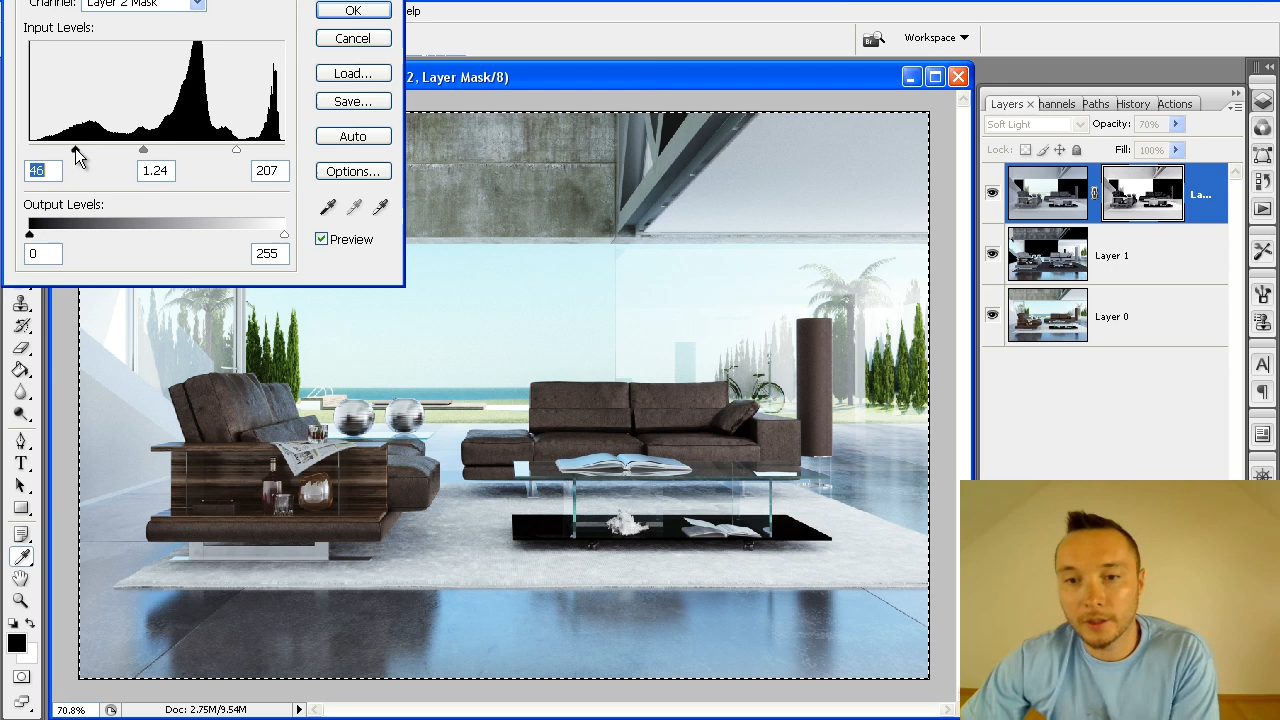 Channel: Layer 2 Mask
OK
elp
Input Levels:
Cancel
Workspace
Load...
2, Layer Mask/8)
Save...
Layers x hannels Paths History Actions
Soft Light Opacity: 70%
Auto
Lock: Fill: 100%
46 1.24 207
Options...
La...
Output Levels:
Preview
0 255
Layer 1
Layer 0
70.8% Doc: 2.75M/9.54M